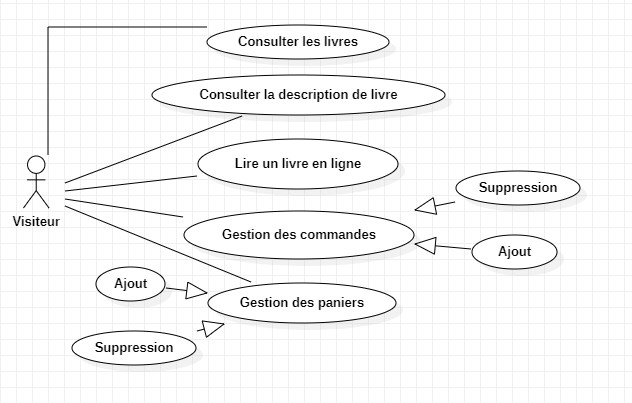 Consulter les livres
Consulter la description de livre
Lire un livre en ligne
Suppression
Visiteur
Gestion des commandes
Ajout
Ajout
Gestion des paniers
Suppression